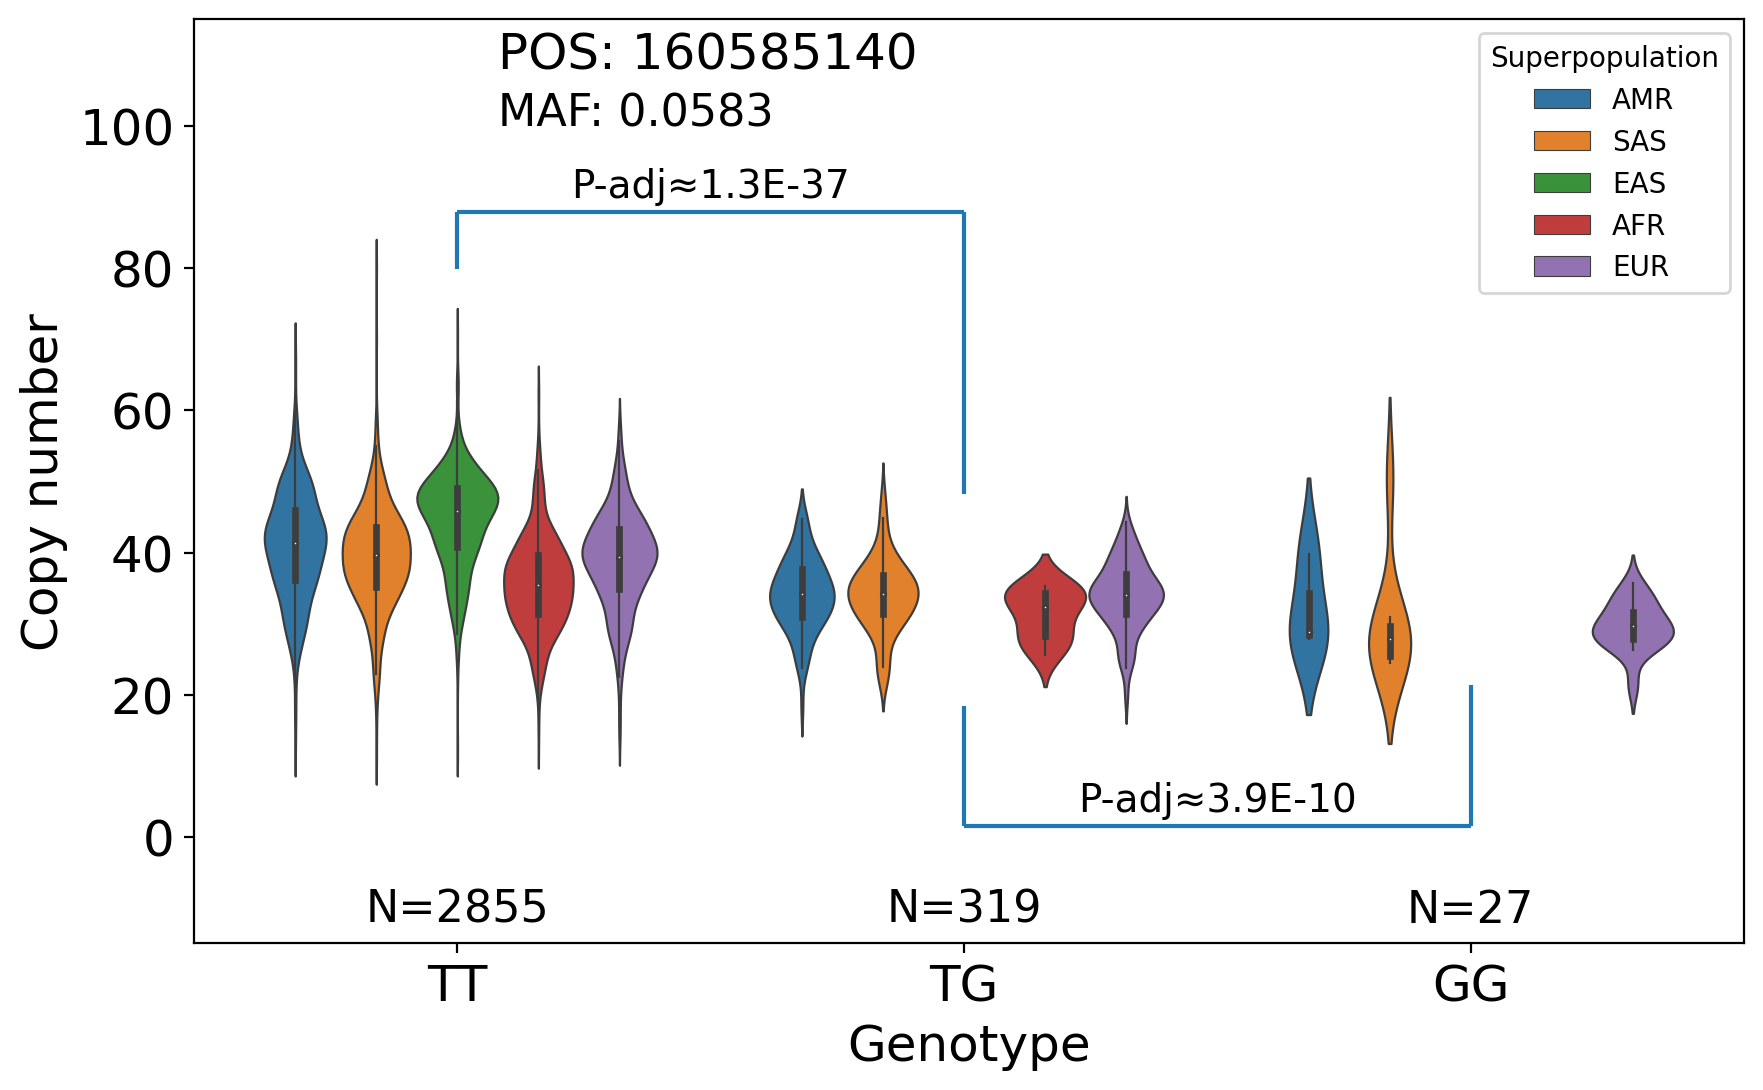 POS: 160585140
MAF: 0.0583
Superpopulation
AMR
SAS
EAS
AFR
EUR
P-adj≈1.3E-37
100
80
60
40
20
0
Copy number
P-adj≈3.9E-10
N=2855
N=319
N=27
TT
TG
GG
Genotype